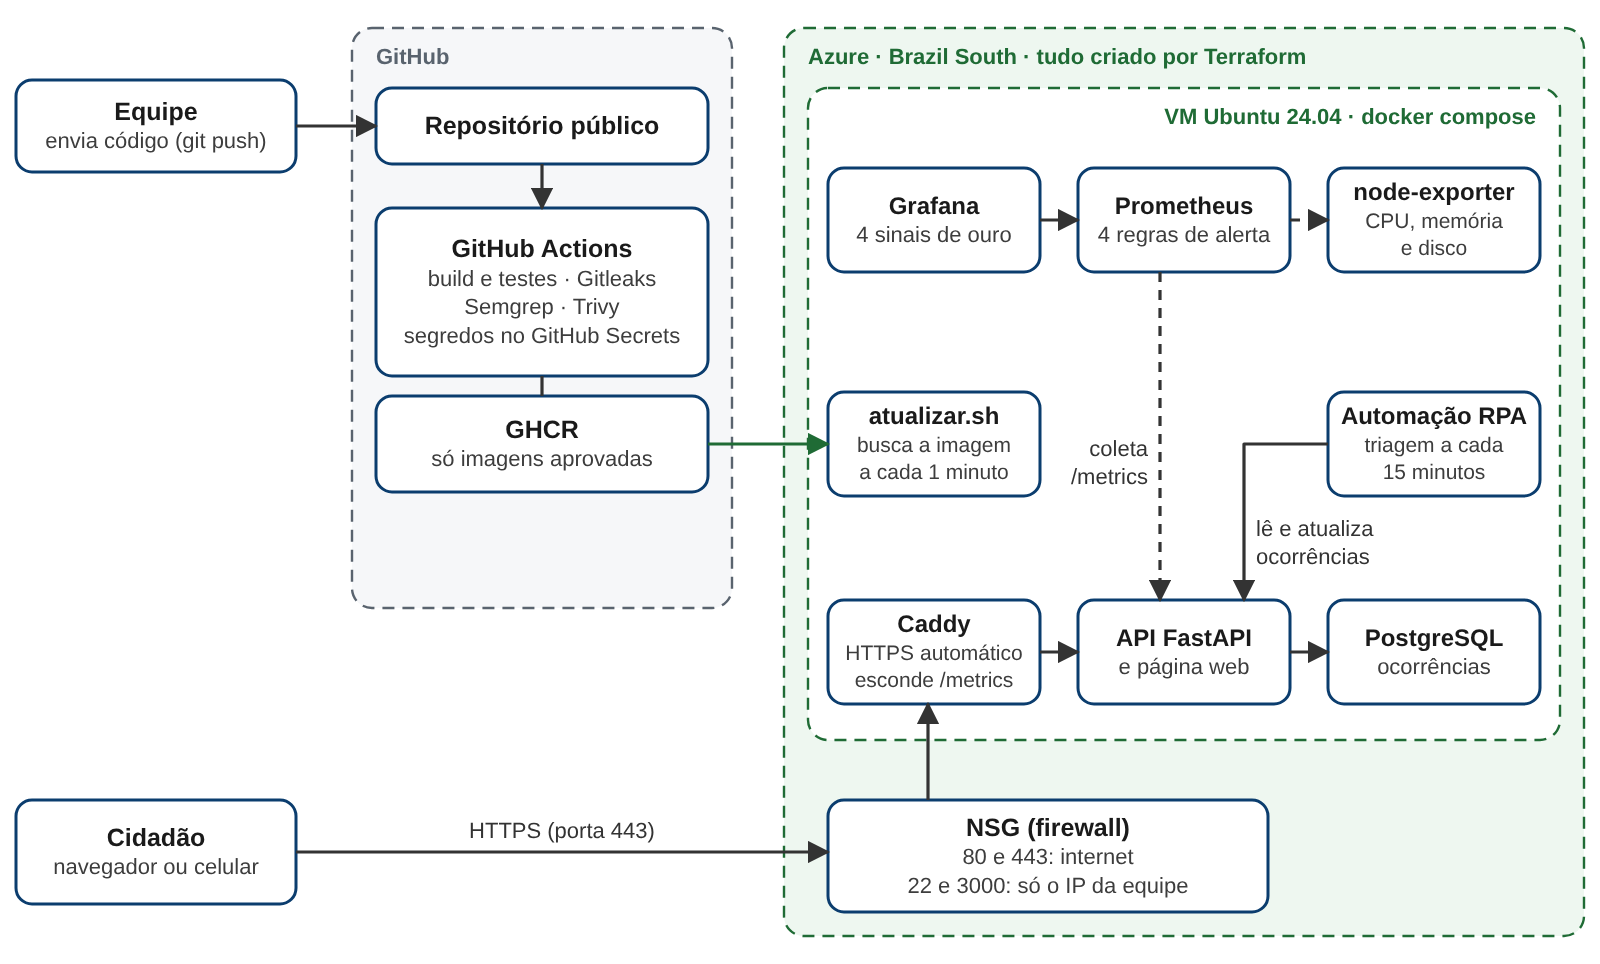 GitHub
Equipe
envia código (git push)
Repositório público
GitHub Actions
build e testes · Gitleaks
Semgrep · Trivy
segredos no GitHub Secrets
GHCR
só imagens aprovadas
Azure · Brazil South · tudo criado por Terraform
VM Ubuntu 24.04 · docker compose
Grafana
4 sinais de ouro
Prometheus
4 regras de alerta
node-exporter
CPU, memória
e disco
atualizar.sh
busca a imagem
a cada 1 minuto
coleta
/metrics
Automação RPA
triagem a cada
15 minutos
lê e atualiza
ocorrências
Caddy
HTTPS automático
esconde /metrics
API FastAPI
e página web
PostgreSQL
ocorrências
Cidadão
navegador ou celular
HTTPS (porta 443)
NSG (firewall)
80 e 443: internet
22 e 3000: só o IP da equipe